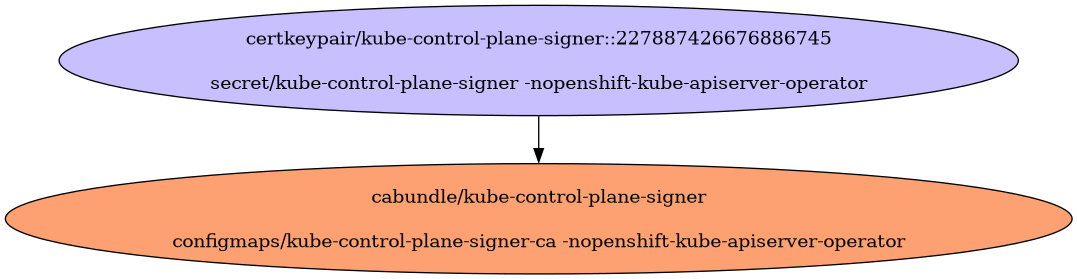 certkeypair/kube-control-plane-signer::227887426676886745
secret/kube-control-plane-signer -nopenshift-kube-apiserver-operator
cabundle/kube-control-plane-signer
configmaps/kube-control-plane-signer-ca -nopenshift-kube-apiserver-operator